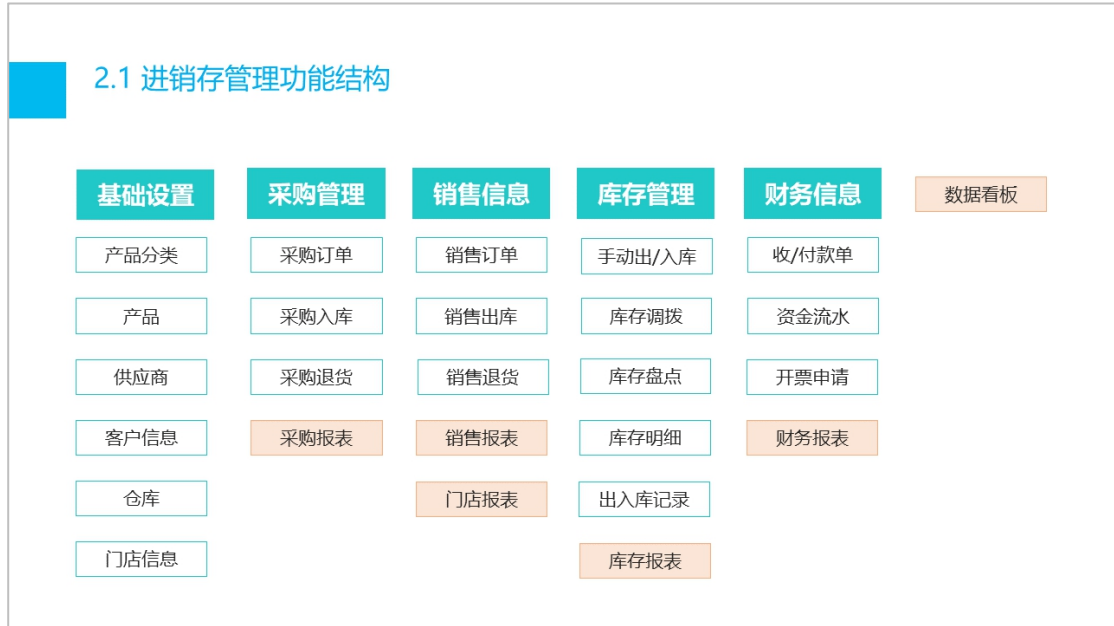 2.1 进销存管理功能结构
基础设置
采购管理
销售信息
库存管理
财务信息
数据看板
产品分类
采购订单
销售订单
手动出/入库
收/付款单
产品
采购入库
销售出库
库存调拨
资金流水
供应商
采购退货
销售退货
库存盘点
开票申请
客户信息
采购报表
销售报表
库存明细
财务报表
仓库
门店报表
出入库记录
门店信息
库存报表